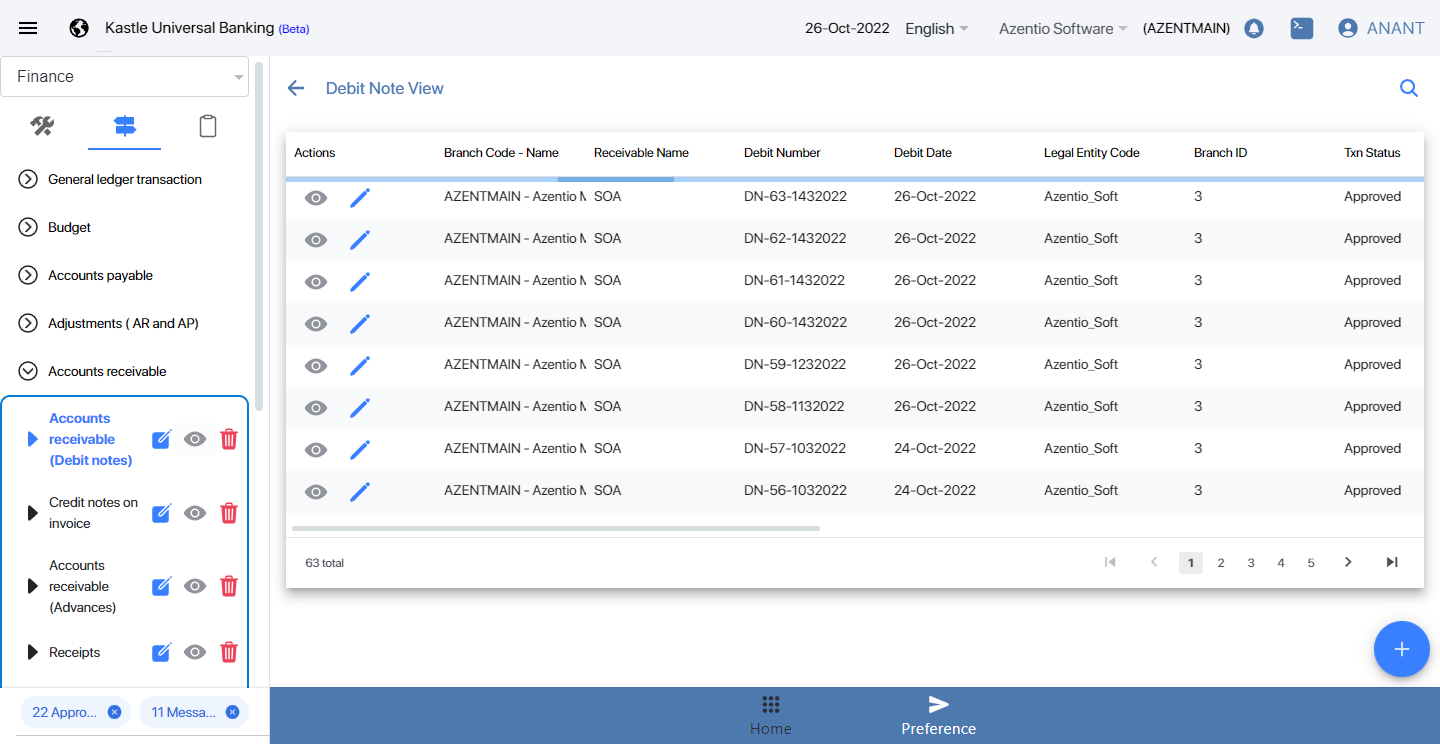 Kastle Universal Banking (Beta)
26-Oct-2022 English Azentio Software (AZENTMAIN) ANANT
Finance
General ledger transaction
Budget
Accounts payable
Adjustments ( AR and AP)
Accounts receivable
Accounts
receivable
(Debit notes)
Credit notes on
invoice
Accounts
receivable
(Advances)
Receipts
22 Appro...
11 Messa...
Debit Note View
Actions Branch Code - Name Receivable Name Debit Number Debit Date Legal Entity Code Branch ID Txn Status
AZENTMAIN - Azentio M SOA DN-63-1432022 26-Oct-2022 Azentio_Soft 3 Approved
AZENTMAIN - Azentio M SOA DN-62-1432022 26-Oct-2022 Azentio_Soft 3 Approved
AZENTMAIN - Azentio M SOA DN-61-1432022 26-Oct-2022 Azentio_Soft 3 Approved
AZENTMAIN - Azentio M SOA DN-60-1432022 26-Oct-2022 Azentio_Soft 3 Approved
AZENTMAIN - Azentio M SOA DN-59-1232022 26-Oct-2022 Azentio_Soft 3 Approved
AZENTMAIN - Azentio M SOA DN-58-1132022 26-Oct-2022 Azentio_Soft 3 Approved
AZENTMAIN - Azentio M SOA DN-57-1032022 24-Oct-2022 Azentio_Soft 3 Approved
AZENTMAIN - Azentio M SOA DN-56-1032022 24-Oct-2022 Azentio_Soft 3 Approved
63 total
1 2 3 4 5
Home
Preference